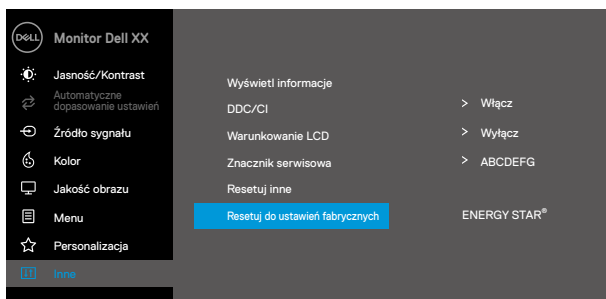 DELL
Monitor Dell XX
Jasność/Kontrast
Automatyczne
dopasowanie ustawień
Źródło sygnału
Kolor
Jakość obrazu
Menu
Personalizacja
Inne
Wyświetl informacje
DDC/CI > Włącz
Warunkowanie LCD > Wyłącz
Znacznik serwisowa > ABCDEFG
Resetuj inne
Resetuj do ustawień fabrycznych ENERGY STAR®